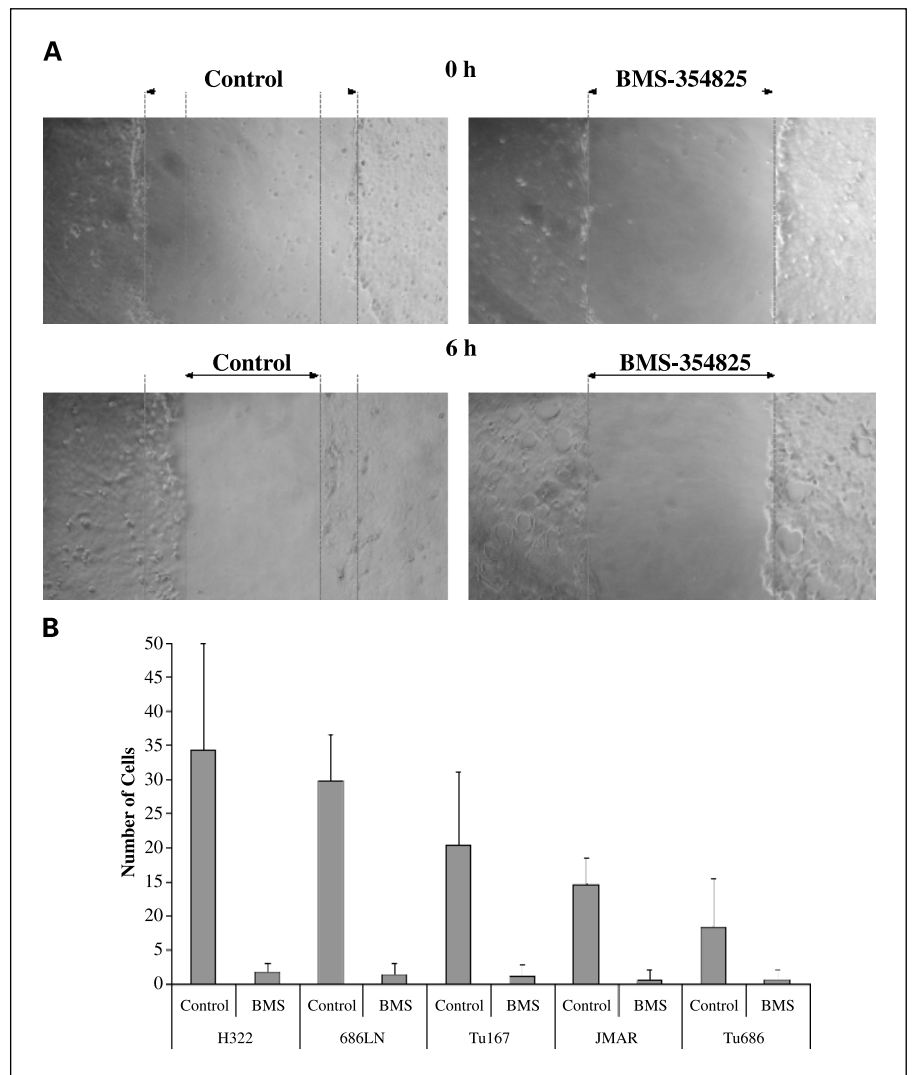 A
0 h
Control
BMS-354825
6 h
Control
BMS-354825
B
Number of Cells
50
45
40
35
30
25
20
15
20
5
0
Control BMS Control BMS Control BMS Control BMS Control BMS
H322 686LN Tu167 JMAR Tu686